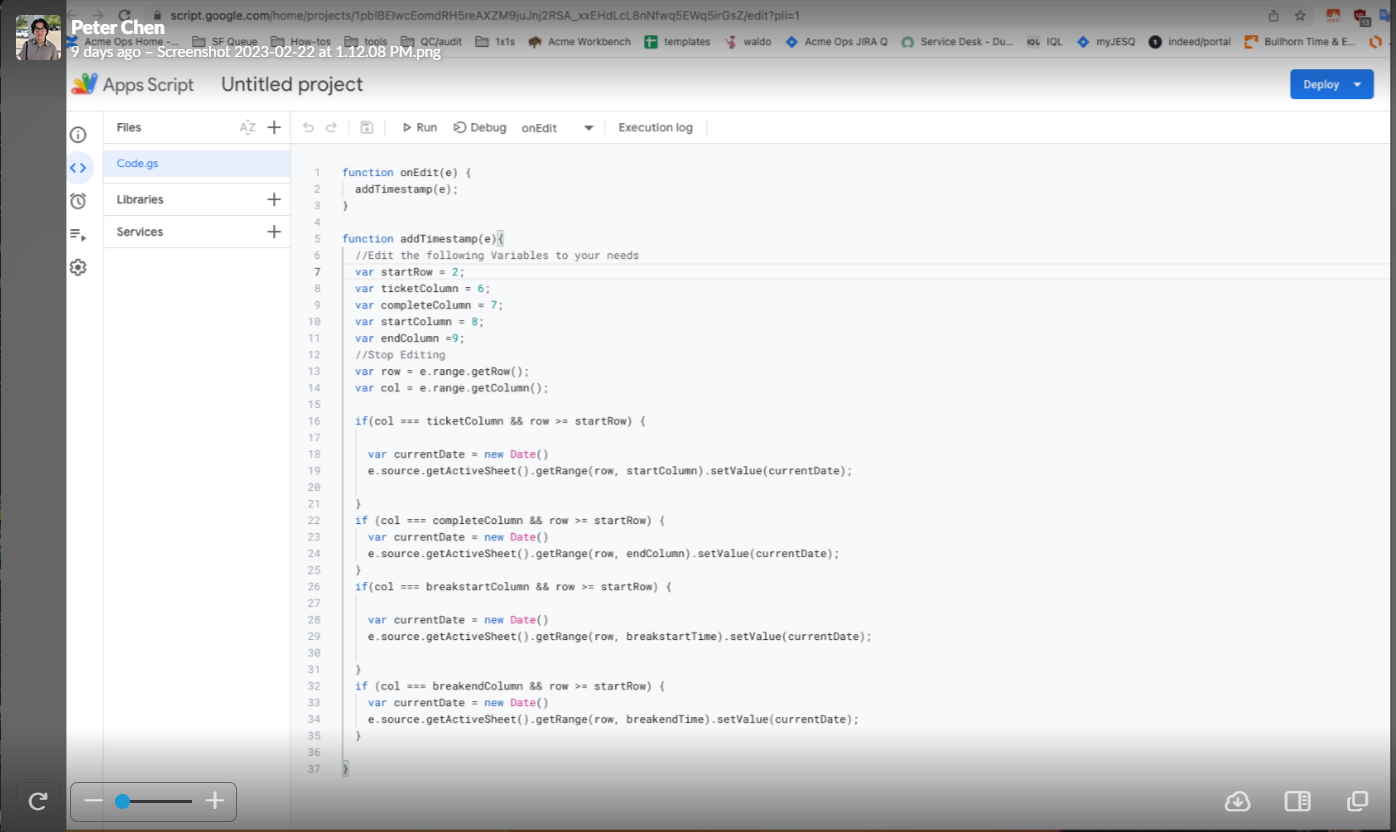 script.google.com/home/projects/1pbIBEIwcEomdRH5reAXZM9juJnj2RSA_xxEHdLcL8nNfwq5EWq5irGsZ/edit?pli=1
Peter Chen
9 days ago – Screenshot 2023-02-22 at 1.12.08 PM.png
Acme Ops Home -... SF Queue How-tos tools QC/audit 1x1s Acme Workbench templates waldo Acme Ops JIRA Q Service Desk - Du... IQL IQL myJESQ indeed/portal Bullhorn Time & E...
Apps Script Untitled project Deploy
Files AZ Run Debug onEdit Execution log
Code.gs
Libraries
Services
1 function onEdit(e) {
2 addTimestamp(e);
3 }
4
5 function addTimestamp(e){
6 //Edit the following Variables to your needs
7 var startRow = 2;
8 var ticketColumn = 6;
9 var completeColumn = 7;
10 var startColumn = 8;
11 var endColumn =9;
12 //Stop Editing
13 var row = e.range.getRow();
14 var col = e.range.getColumn();
15
16 if(col === ticketColumn && row >= startRow) {
17
18 var currentDate = new Date()
19 e.source.getActiveSheet().getRange(row, startColumn).setValue(currentDate);
20
21 }
22 if (col === completeColumn && row >= startRow) {
23 var currentDate = new Date()
24 e.source.getActiveSheet().getRange(row, endColumn).setValue(currentDate);
25 }
26 if(col === breakstartColumn && row >= startRow) {
27
28 var currentDate = new Date()
29 e.source.getActiveSheet().getRange(row, breakstartTime).setValue(currentDate);
30
31 }
32 if (col === breakendColumn && row >= startRow) {
33 var currentDate = new Date()
34 e.source.getActiveSheet().getRange(row, breakendTime).setValue(currentDate);
35 }
36
37 }